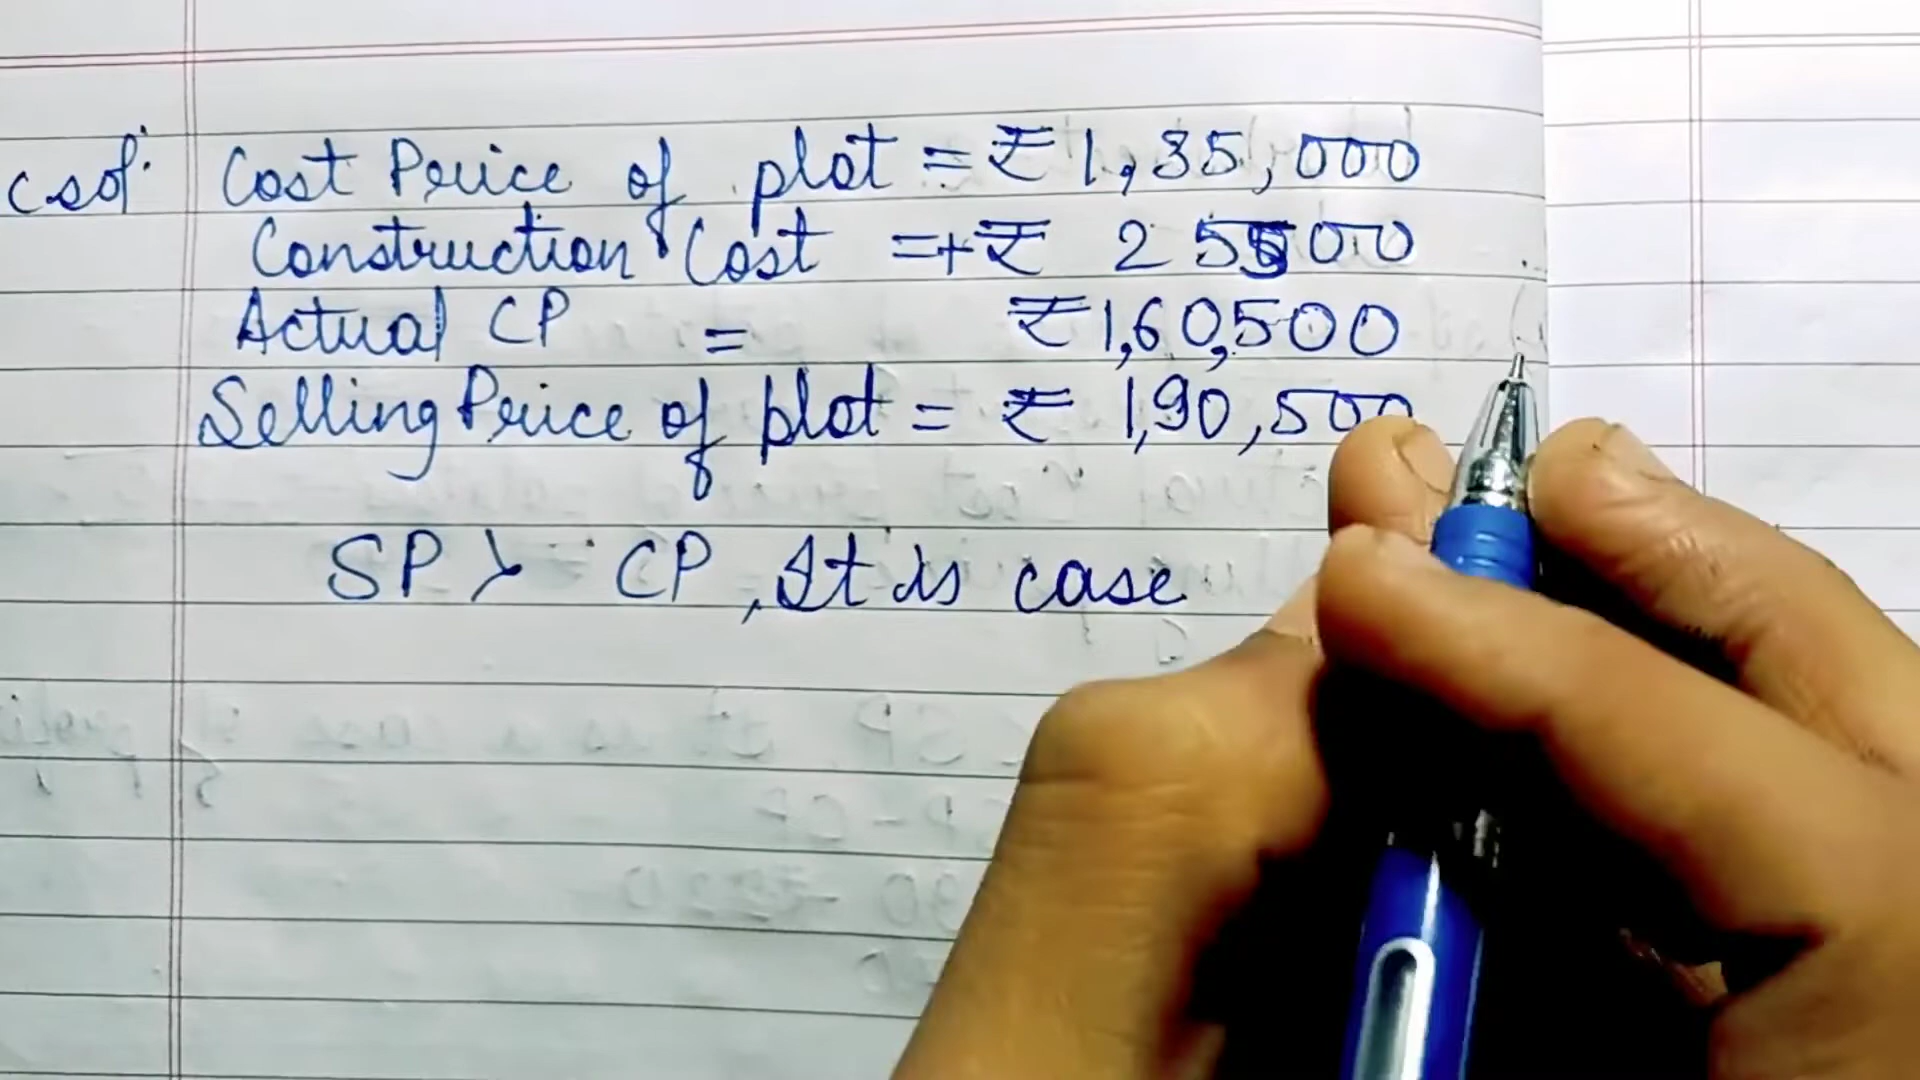 c sol. Cost Price of plot = ₹ 1,35,000
Construction Cost = + ₹ 25500
Actual CP = ₹1,60,500
Selling Price of plot = ₹ 1,90,500
SP > CP, It is case